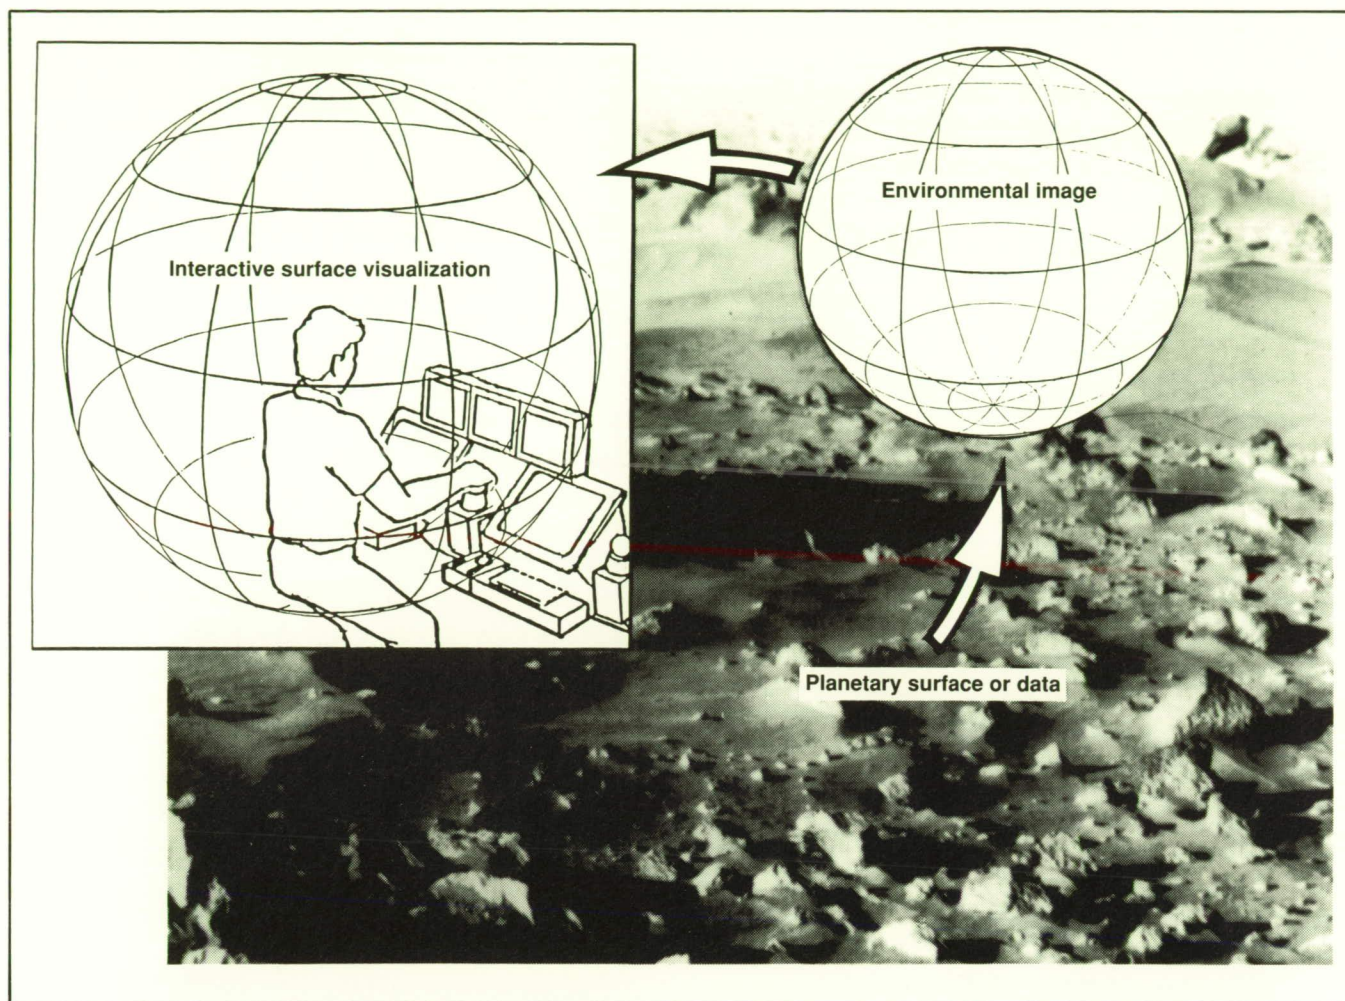 Environmental image
Interactive surface visualization
Planetary surface or data